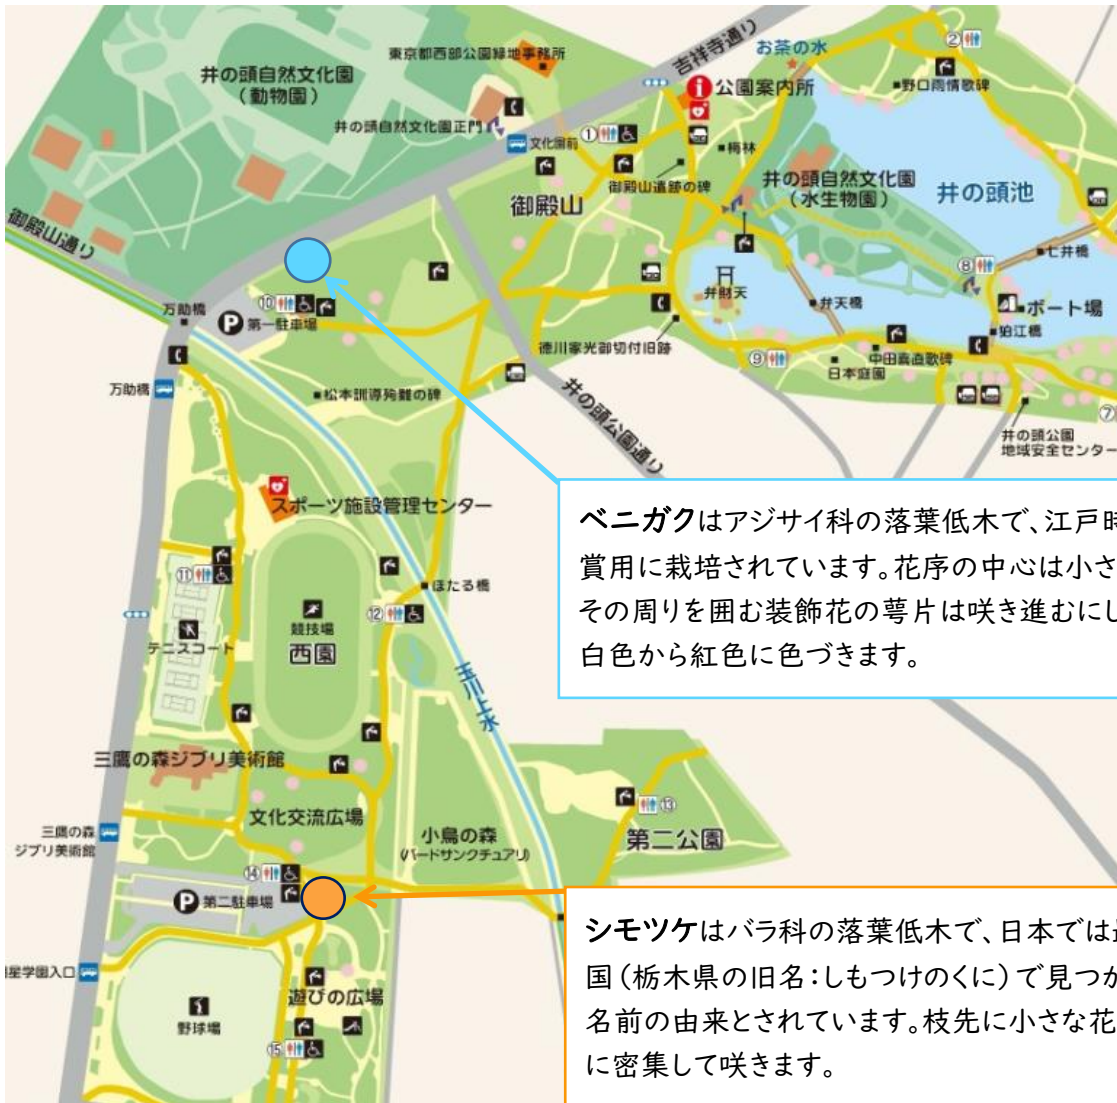 東京都西部公園緑地事務所
吉祥寺通り
お茶の水
②
井の頭自然文化園
(動物園)
i
公園案内所
野口雨情歌碑
井の頭自然文化園正門
文化園前
①
梅林
御殿山遺跡の碑
井の頭自然文化園
(水生物園)
井の頭池
御殿山
御殿山通り
七井橋
⑧
弁財天
弁天橋
ボート場
狛江橋
万助橋
⑩
P 第一駐車場
徳川家光御切付旧跡
⑨
中田喜直歌碑
日本庭園
万助橋
松本訓導殉難の碑
井の頭公園通り
⑦
井の頭公園
地域安全センター
スポーツ施設管理センター
ベニガクはアジサイ科の落葉低木で、江戸時
賞用に栽培されています。花序の中心は小さ
その周りを囲む装飾花の萼片は咲き進むにし
白色から紅色に色づきます。
⑪
ほたる橋
⑫
競技場
テニスコート
西園
玉川上水
三鷹の森ジブリ美術館
⑬
文化交流広場
小鳥の森
(バードサンクチュアリ)
第二公園
三鷹の森
ジブリ美術館
⑭
P 第二駐車場
シモツケはバラ科の落葉低木で、日本では
国(栃木県の旧名:しもつけのくに)で見つか
名前の由来とされています。枝先に小さな花
に密集して咲きます。
星学園入口
遊びの広場
野球場
⑮